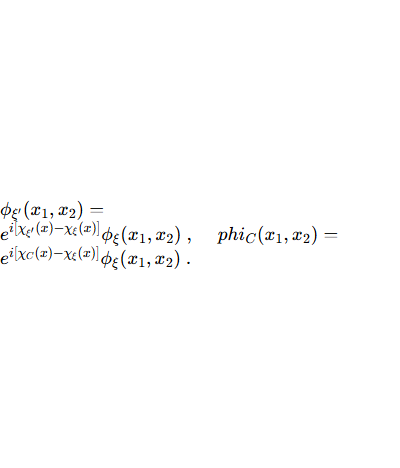 ϕ_{ξ′}(x_1, x_2) =
e^{i[χ_{ξ′}(x)−χ_ξ(x)]}ϕ_ξ(x_1, x_2) , phi_C(x_1, x_2) =
e^{i[χ_C(x)−χ_ξ(x)]}ϕ_ξ(x_1, x_2) .